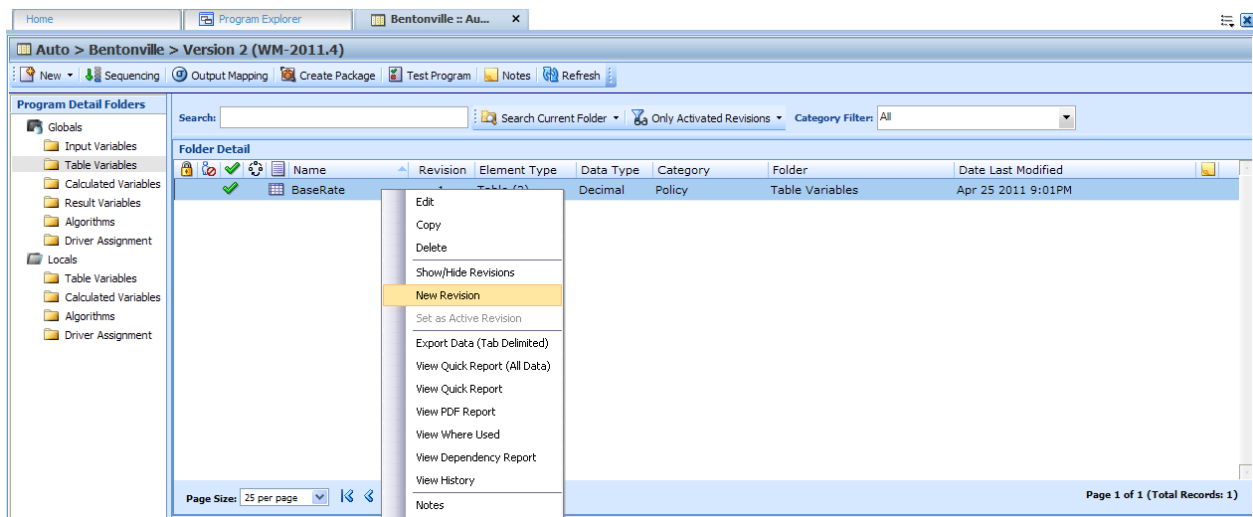 Home Program Explorer Bentonville :: Au... x
Auto > Bentonville > Version 2 (WM-2011.4)
New Sequencing Output Mapping Create Package Test Program Notes Refresh
Program Detail Folders
Globals
Input Variables
Table Variables
Calculated Variables
Result Variables
Algorithms
Driver Assignment
Locals
Table Variables
Calculated Variables
Algorithms
Driver Assignment
Search: Search Current Folder Only Activated Revisions Category Filter: All
Folder Detail
Name Revision Element Type Data Type Category Folder Date Last Modified
BaseRate 1 Table (2) Decimal Policy Table Variables Apr 25 2011 9:01PM
Edit
Copy
Delete
Show/Hide Revisions
New Revision
Set as Active Revision
Export Data (Tab Delimited)
View Quick Report (All Data)
View Quick Report
View PDF Report
View Where Used
View Dependency Report
View History
Notes
Page Size: 25 per page Page 1 of 1 (Total Records: 1)